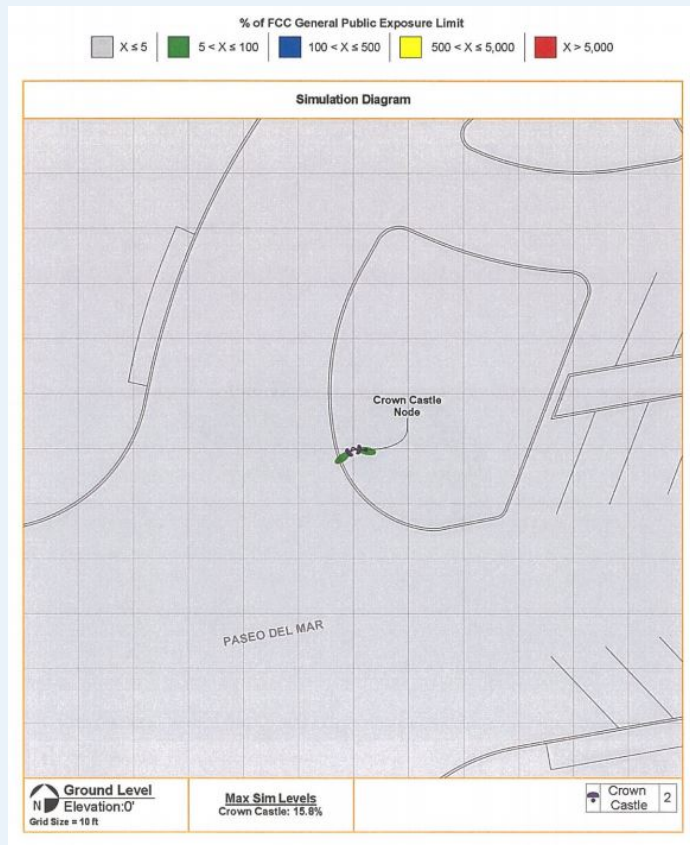 % of FCC General Public Exposure Limit
X ≤ 5
5 < X ≤ 100
100 < X ≤ 500
500 < X ≤ 5,000
X > 5,000
Simulation Diagram
Crown Castle
Node
PASEO DEL MAR
N
Ground Level
Elevation:0'
Grid Size = 10 ft
Max Sim Levels
Crown Castle: 15.8%
Crown
Castle
2